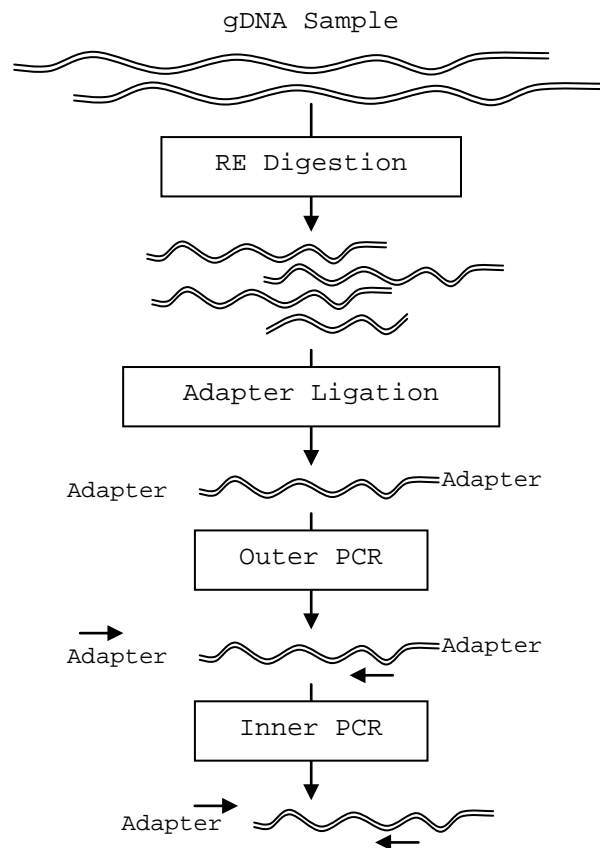 gDNA Sample
RE Digestion
Adapter Ligation
Adapter Adapter
Outer PCR
Adapter Adapter
Inner PCR
Adapter